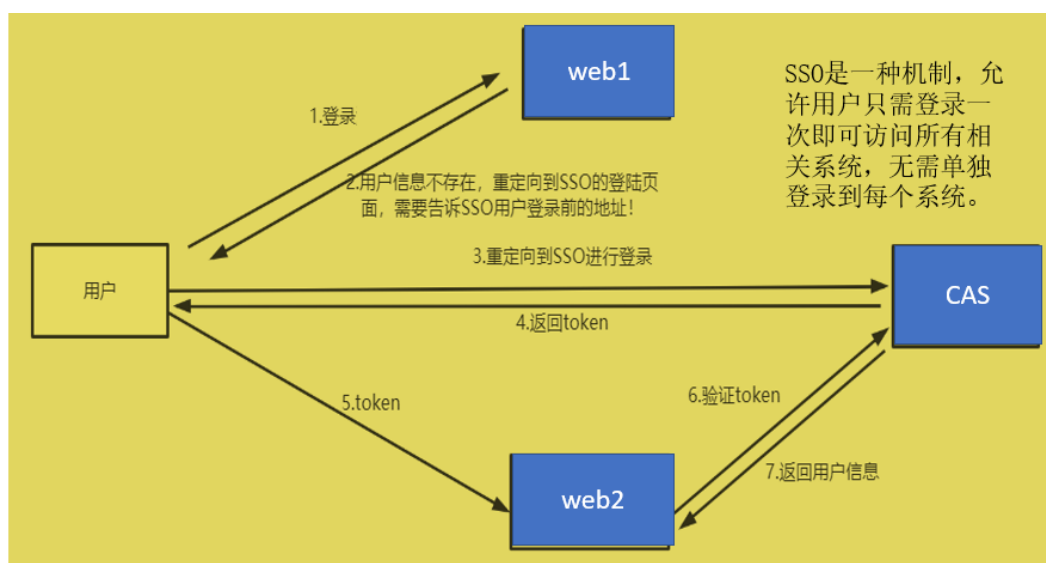 web1
SSO是一种机制，允
许用户只需登录一
次即可访问所有相
关系统，无需单独
登录到每个系统。
1.登录
2.用户信息不存在，重定向到SSO的登陆页
面，需要告诉SSO用户登录前的地址！
3.重定向到SSO进行登录
用户
CAS
4.返回token
5.token
6.验证token
7.返回用户信息
web2